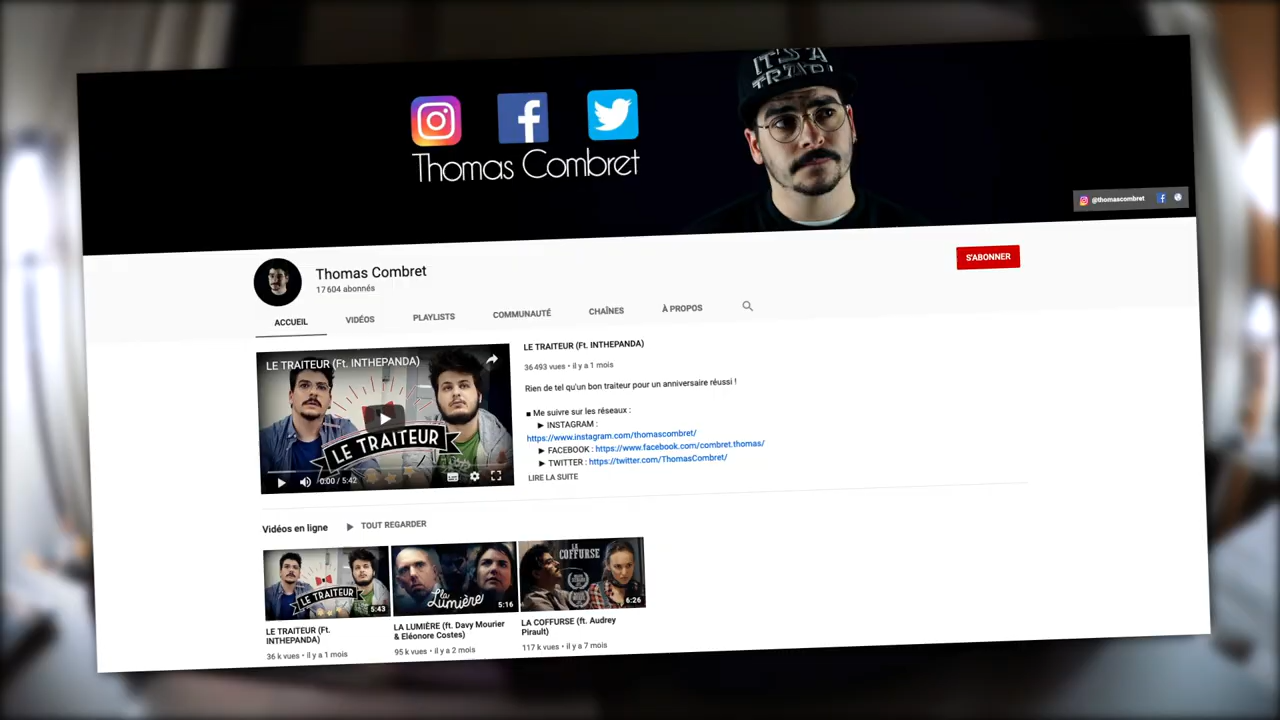 IT'S A
TRAP!
Thomas Combret
@thomascombret
Thomas Combret
17 604 abonnés
S'ABONNER
ACCUEIL
VIDÉOS
PLAYLISTS
COMMUNAUTÉ
CHAÎNES
À PROPOS
LE TRAITEUR (Ft. INTHEPANDA)
LE TRAITEUR
0:00 / 5:42
LE TRAITEUR (Ft. INTHEPANDA)
36 493 vues • il y a 1 mois
Rien de tel qu'un bon traiteur pour un anniversaire réussi !
■ Me suivre sur les réseaux :
► INSTAGRAM :
https://www.instagram.com/thomascombret/
► FACEBOOK : https://www.facebook.com/combret.thomas/
► TWITTER : https://twitter.com/ThomasCombret/
LIRE LA SUITE
Vidéos en ligne
TOUT REGARDER
LE TRAITEUR
5:43
La Lumière
5:16
LA
COFFURSE
6:26
LE TRAITEUR (Ft.
INTHEPANDA)
36 k vues • il y a 1 mois
LA LUMIÈRE (ft. Davy Mourier
& Eléonore Costes)
95 k vues • il y a 2 mois
LA COFFURSE (ft. Audrey
Pirault)
117 k vues • il y a 7 mois